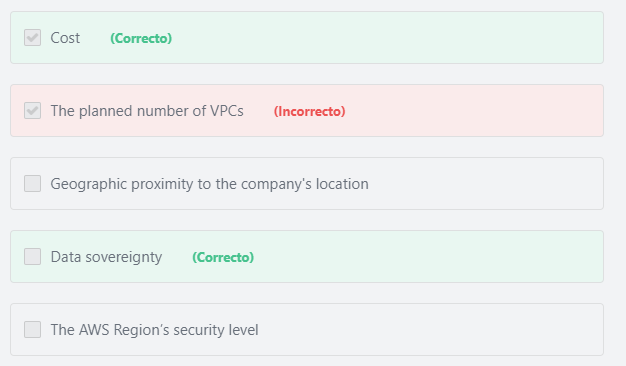 Cost (Correcto)
The planned number of VPCs (Incorrecto)
Geographic proximity to the company's location
Data sovereignty (Correcto)
The AWS Region's security level